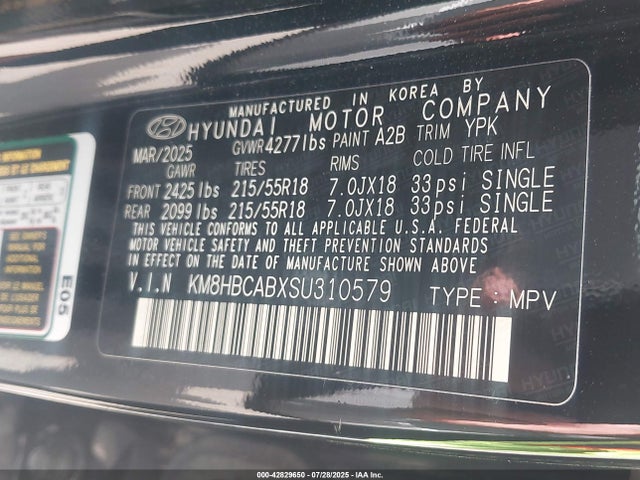 MANUFACTURED IN KOREA BY
HYUNDAI MOTOR COMPANY
MAR/2025 GVWR 4277lbs PAINT A2B TRIM YPK
GAWR TIRES RIMS COLD TIRE INFL
FRONT 2425 lbs 215/55R18 7.0JX18 33psi SINGLE
REAR 2099 lbs 215/55R18 7.0JX18 33psi SINGLE
THIS VEHICLE CONFORMS TO ALL APPLICABLE U.S.A. FEDERAL
MOTOR VEHICLE SAFETY AND THEFT PREVENTION STANDARDS
IN EFFECT ON THE DATE OF MANUFACTURE SHOWN ABOVE
V.I.N KM8HBCABXSU310579 TYPE : MPV
E05
000-42829650 - 07/28/2025 - IAA Inc.